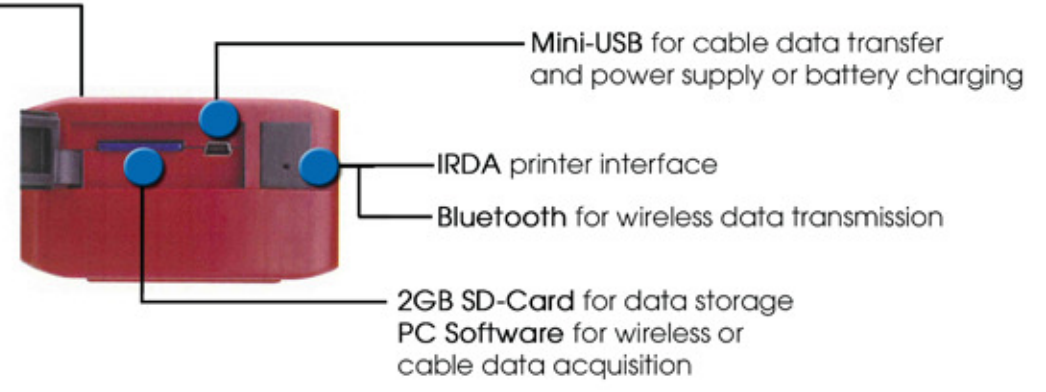 Mini-USB for cable data transfer
and power supply or battery charging
IRDA printer interface
Bluetooth for wireless data transmission
2GB SD-Card for data storage
PC Software for wireless or
cable data acquisition